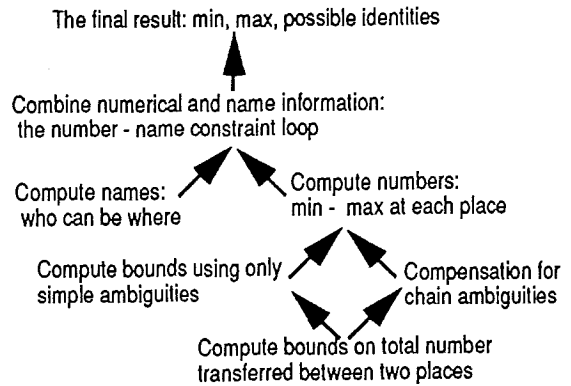 The final result: min, max, possible identities
Combine numerical and name information:
the number - name constraint loop
Compute names:
who can be where
Compute numbers:
min - max at each place
Compute bounds using only
simple ambiguities
Compensation for
chain ambiguities
Compute bounds on total number
transferred between two places